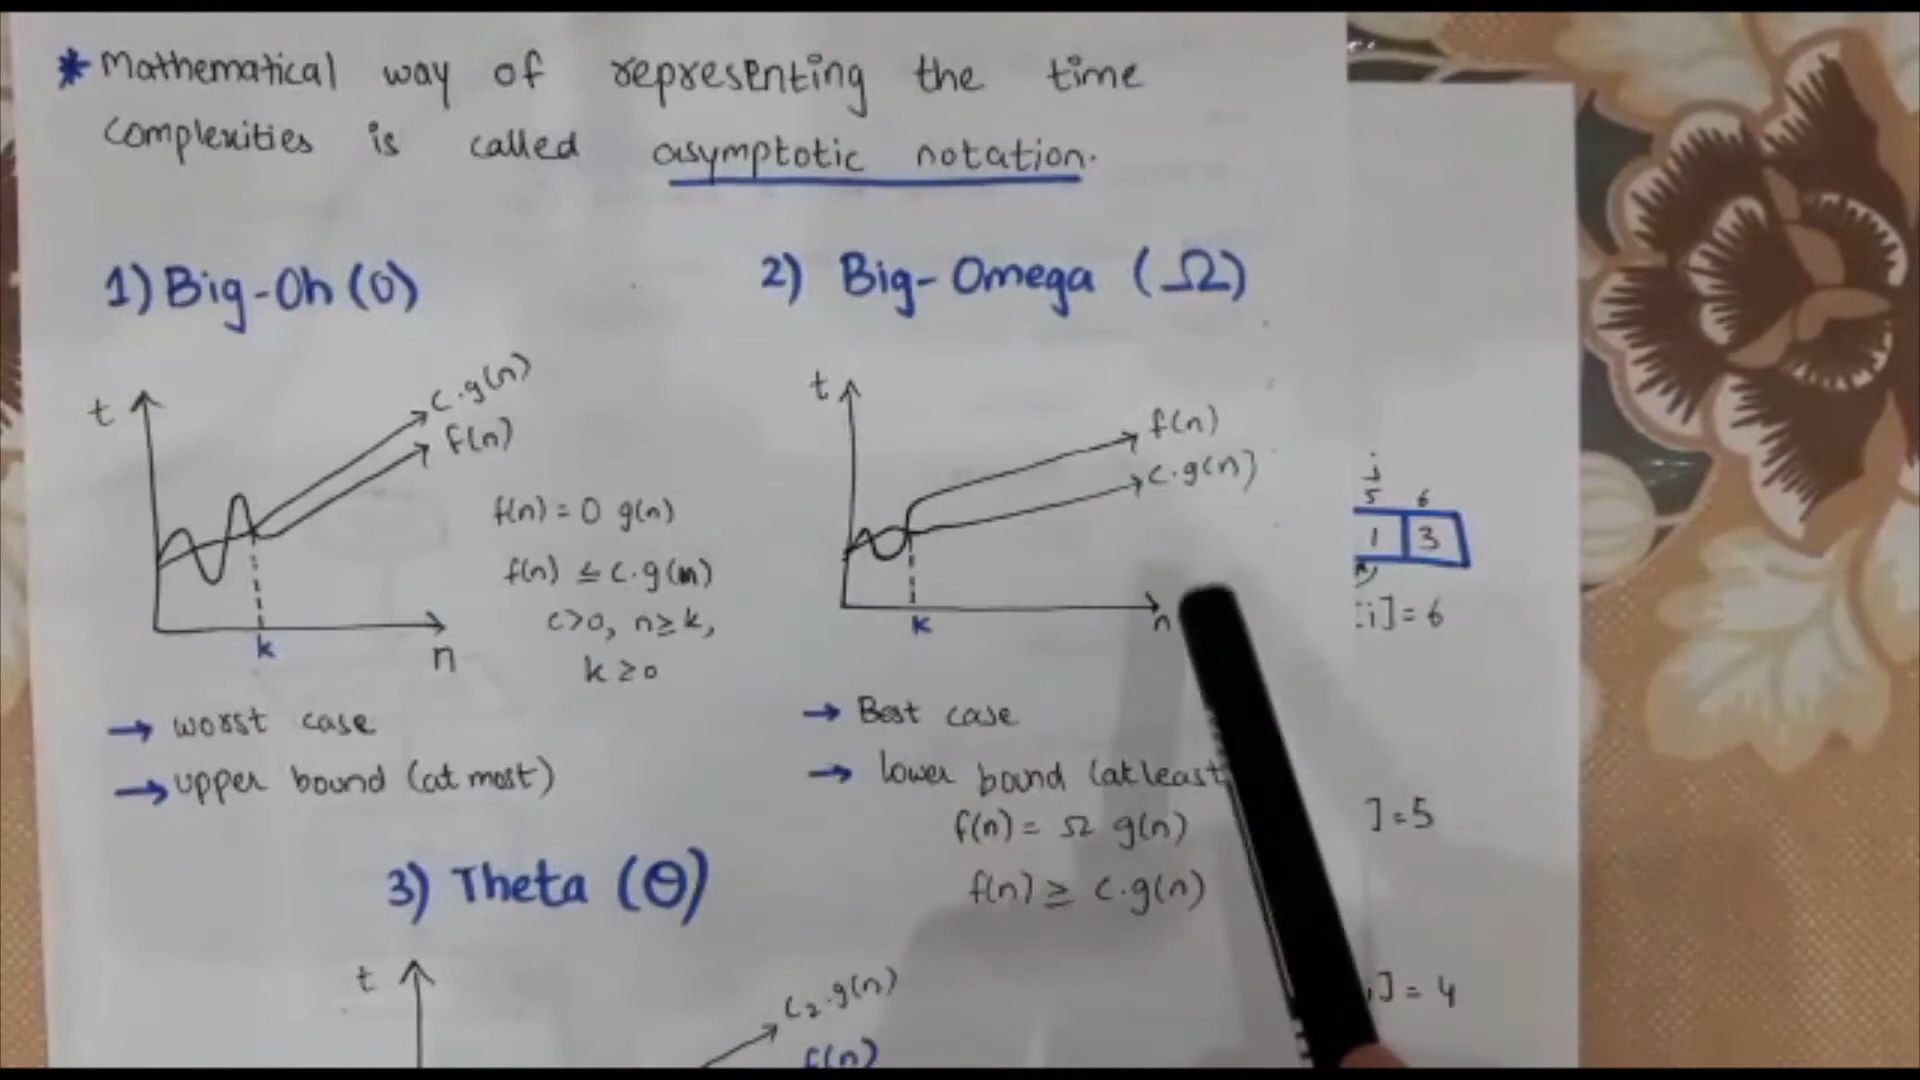 * Mathematical way of representing the time
complexities is called asymptotic notation.
1) Big-Oh (O)
t
c.g(n)
f(n)
k
n
f(n) = O g(n)
f(n) ≤ c.g(n)
c>0, n≥k,
k ≥ 0
→ worst case
→ upper bound (at most)
2) Big-Omega (Ω)
t
f(n)
c.g(n)
k
n
→ Best case
→ lower bound (at least
f(n) = Ω g(n)
f(n) ≥ c.g(n)
3) Theta (Θ)
t
c₂.g(n)
f(n)
j
5 6
1 3
i] = 6
] = 5
] = 4